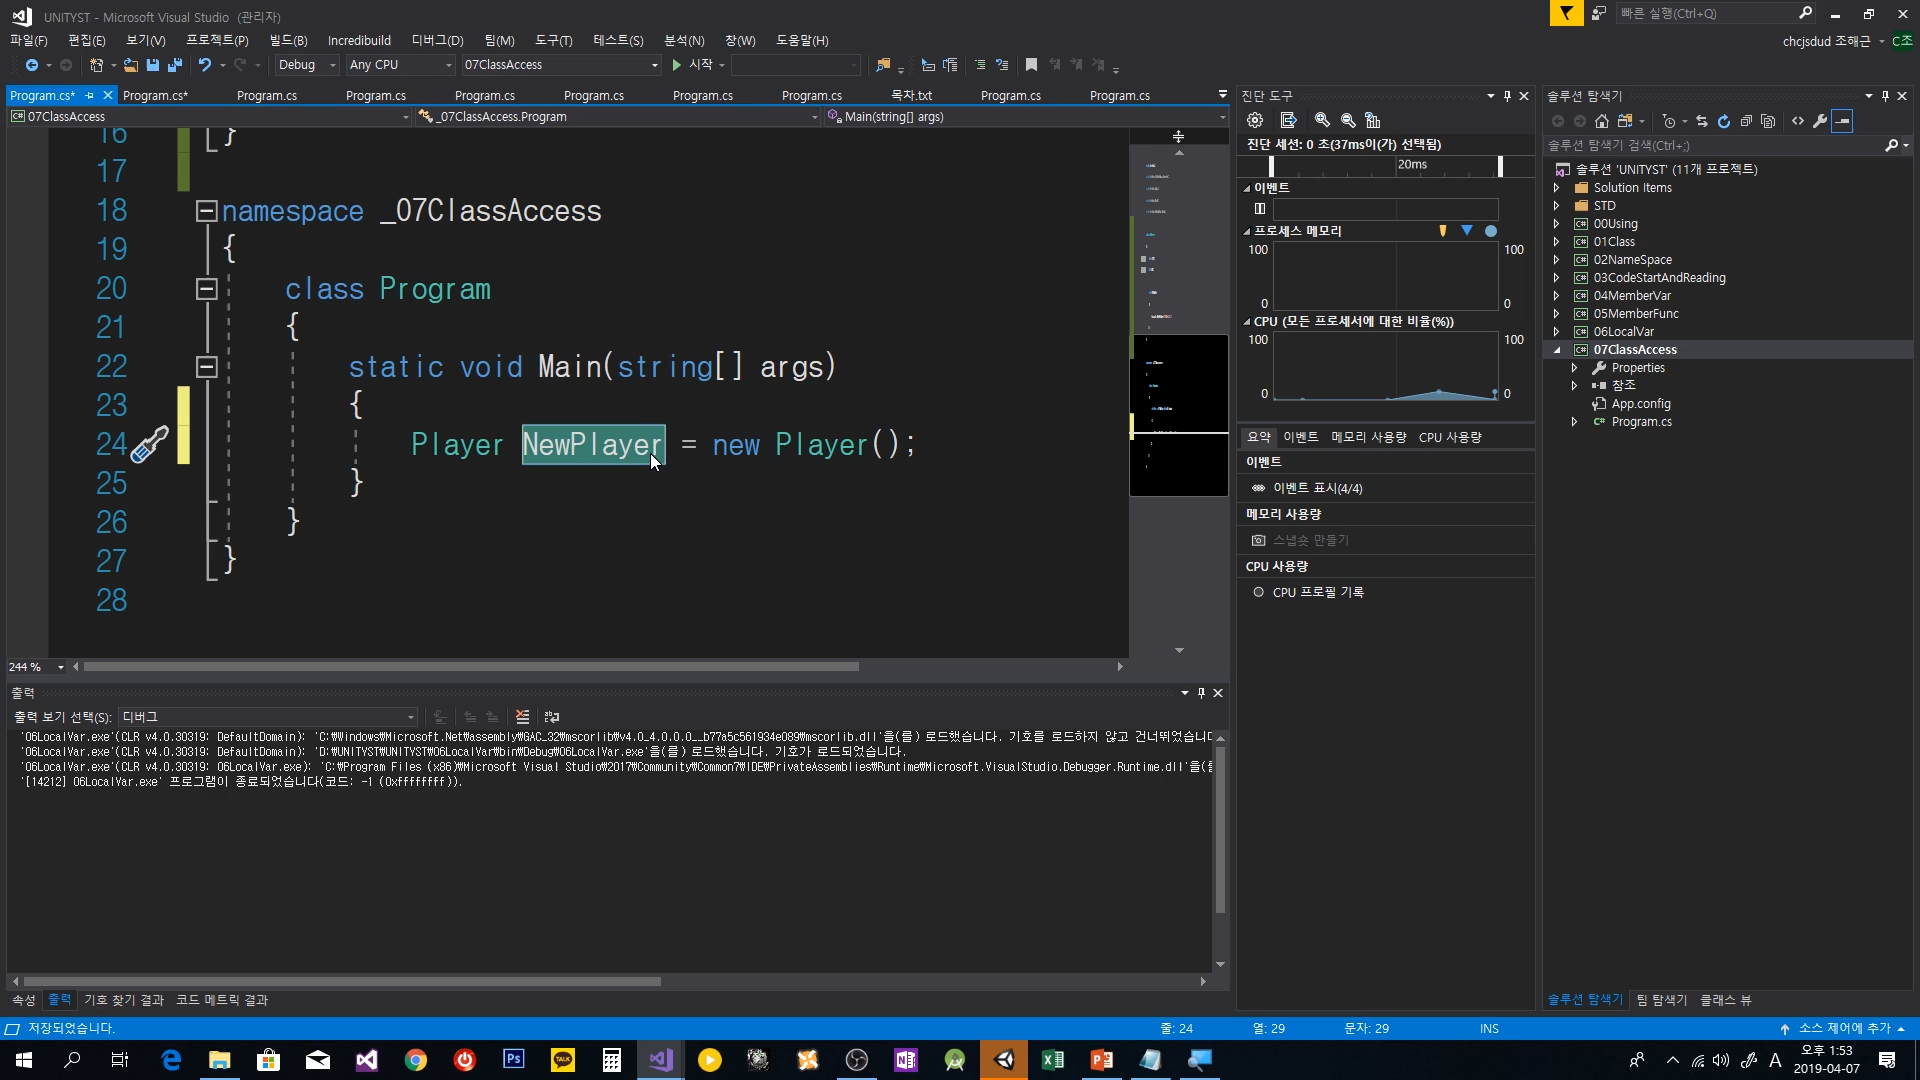 UNITYST - Microsoft Visual Studio (관리자)
빠른 실행(Ctrl+Q)
파일(F) 편집(E) 보기(V) 프로젝트(P) 빌드(B) Incredibuild 디버그(D) 팀(M) 도구(T) 테스트(S) 분석(N) 창(W) 도움말(H)
chcjsdud 조해근
C조
Debug Any CPU 07ClassAccess 시작
Program.cs* Program.cs* Program.cs Program.cs Program.cs Program.cs Program.cs Program.cs 목차.txt Program.cs Program.cs
07ClassAccess _07ClassAccess.Program Main(string[] args)
16 }
17
18 namespace _07ClassAccess
19 {
20 class Program
21 {
22 static void Main(string[] args)
23 {
24 Player NewPlayer = new Player();
25 }
26 }
27 }
28
244 %
출력
출력 보기 선택(S): 디버그
'06LocalVar.exe'(CLR v4.0.30319: DefaultDomain): 'C:₩Windows₩Microsoft.Net₩assembly₩GAC_32₩mscorlib₩v4.0_4.0.0.0__b77a5c561934e089₩mscorlib.dll'을(를) 로드했습니다. 기호를 로드하지 않고 건너뛰었습니다
'06LocalVar.exe'(CLR v4.0.30319: DefaultDomain): 'D:₩UNITYST₩UNITYST₩06LocalVar₩bin₩Debug₩06LocalVar.exe'을(를) 로드했습니다. 기호가 로드되었습니다.
'06LocalVar.exe'(CLR v4.0.30319: 06LocalVar.exe): 'C:₩Program Files (x86)₩Microsoft Visual Studio₩2017₩Community₩Common7₩IDE₩PrivateAssemblies₩Runtime₩Microsoft.VisualStudio.Debugger.Runtime.dll'을(를
'[14212] 06LocalVar.exe' 프로그램이 종료되었습니다(코드: -1 (0xffffffff)).
속성 출력 기호 찾기 결과 코드 메트릭 결과
진단 도구
진단 세션: 0 초(37ms이(가) 선택됨)
20ms
이벤트
프로세스 메모리
100 100
0 0
CPU (모든 프로세서에 대한 비율(%))
100 100
0 0
요약 이벤트 메모리 사용량 CPU 사용량
이벤트
이벤트 표시(4/4)
메모리 사용량
스냅숏 만들기
CPU 사용량
CPU 프로필 기록
솔루션 탐색기
솔루션 탐색기 검색(Ctrl+;)
솔루션 'UNITYST' (11개 프로젝트)
Solution Items
STD
00Using
01Class
02NameSpace
03CodeStartAndReading
04MemberVar
05MemberFunc
06LocalVar
07ClassAccess
Properties
참조
App.config
Program.cs
솔루션 탐색기 팀 탐색기 클래스 뷰
저장되었습니다. 줄: 24 열: 29 문자: 29 INS 소스 제어에 추가
Ps
TALK
A
오후 1:53
2019-04-07